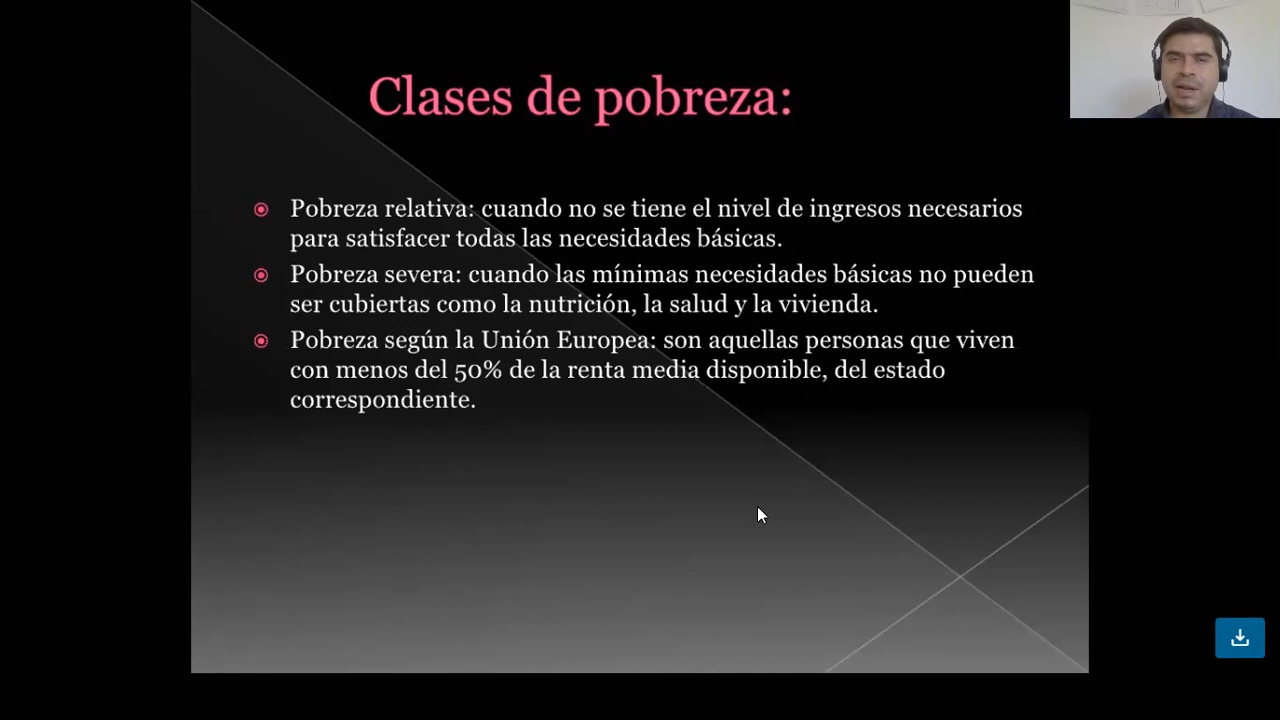 Clases de pobreza:
Pobreza relativa: cuando no se tiene el nivel de ingresos necesarios
para satisfacer todas las necesidades básicas.
Pobreza severa: cuando las mínimas necesidades básicas no pueden
ser cubiertas como la nutrición, la salud y la vivienda.
Pobreza según la Unión Europea: son aquellas personas que viven
con menos del 50% de la renta media disponible, del estado
correspondiente.